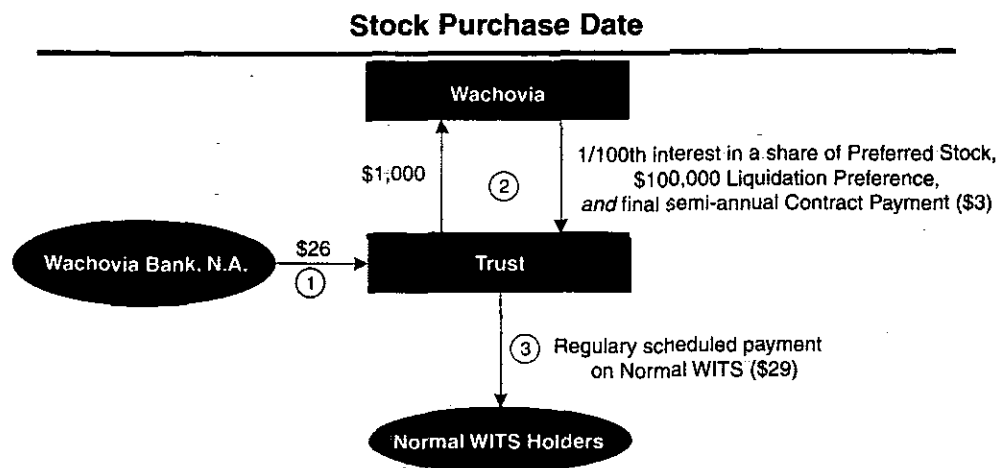 Stock Purchase Date
Wachovia
$1,000
2
1/100th interest in a share of Preferred Stock,
$100,000 Liquidation Preference,
and final semi-annual Contract Payment ($3)
Wachovia Bank, N.A.
$26
1
Trust
3
Regulary scheduled payment
on Normal WITS ($29)
Normal WITS Holders